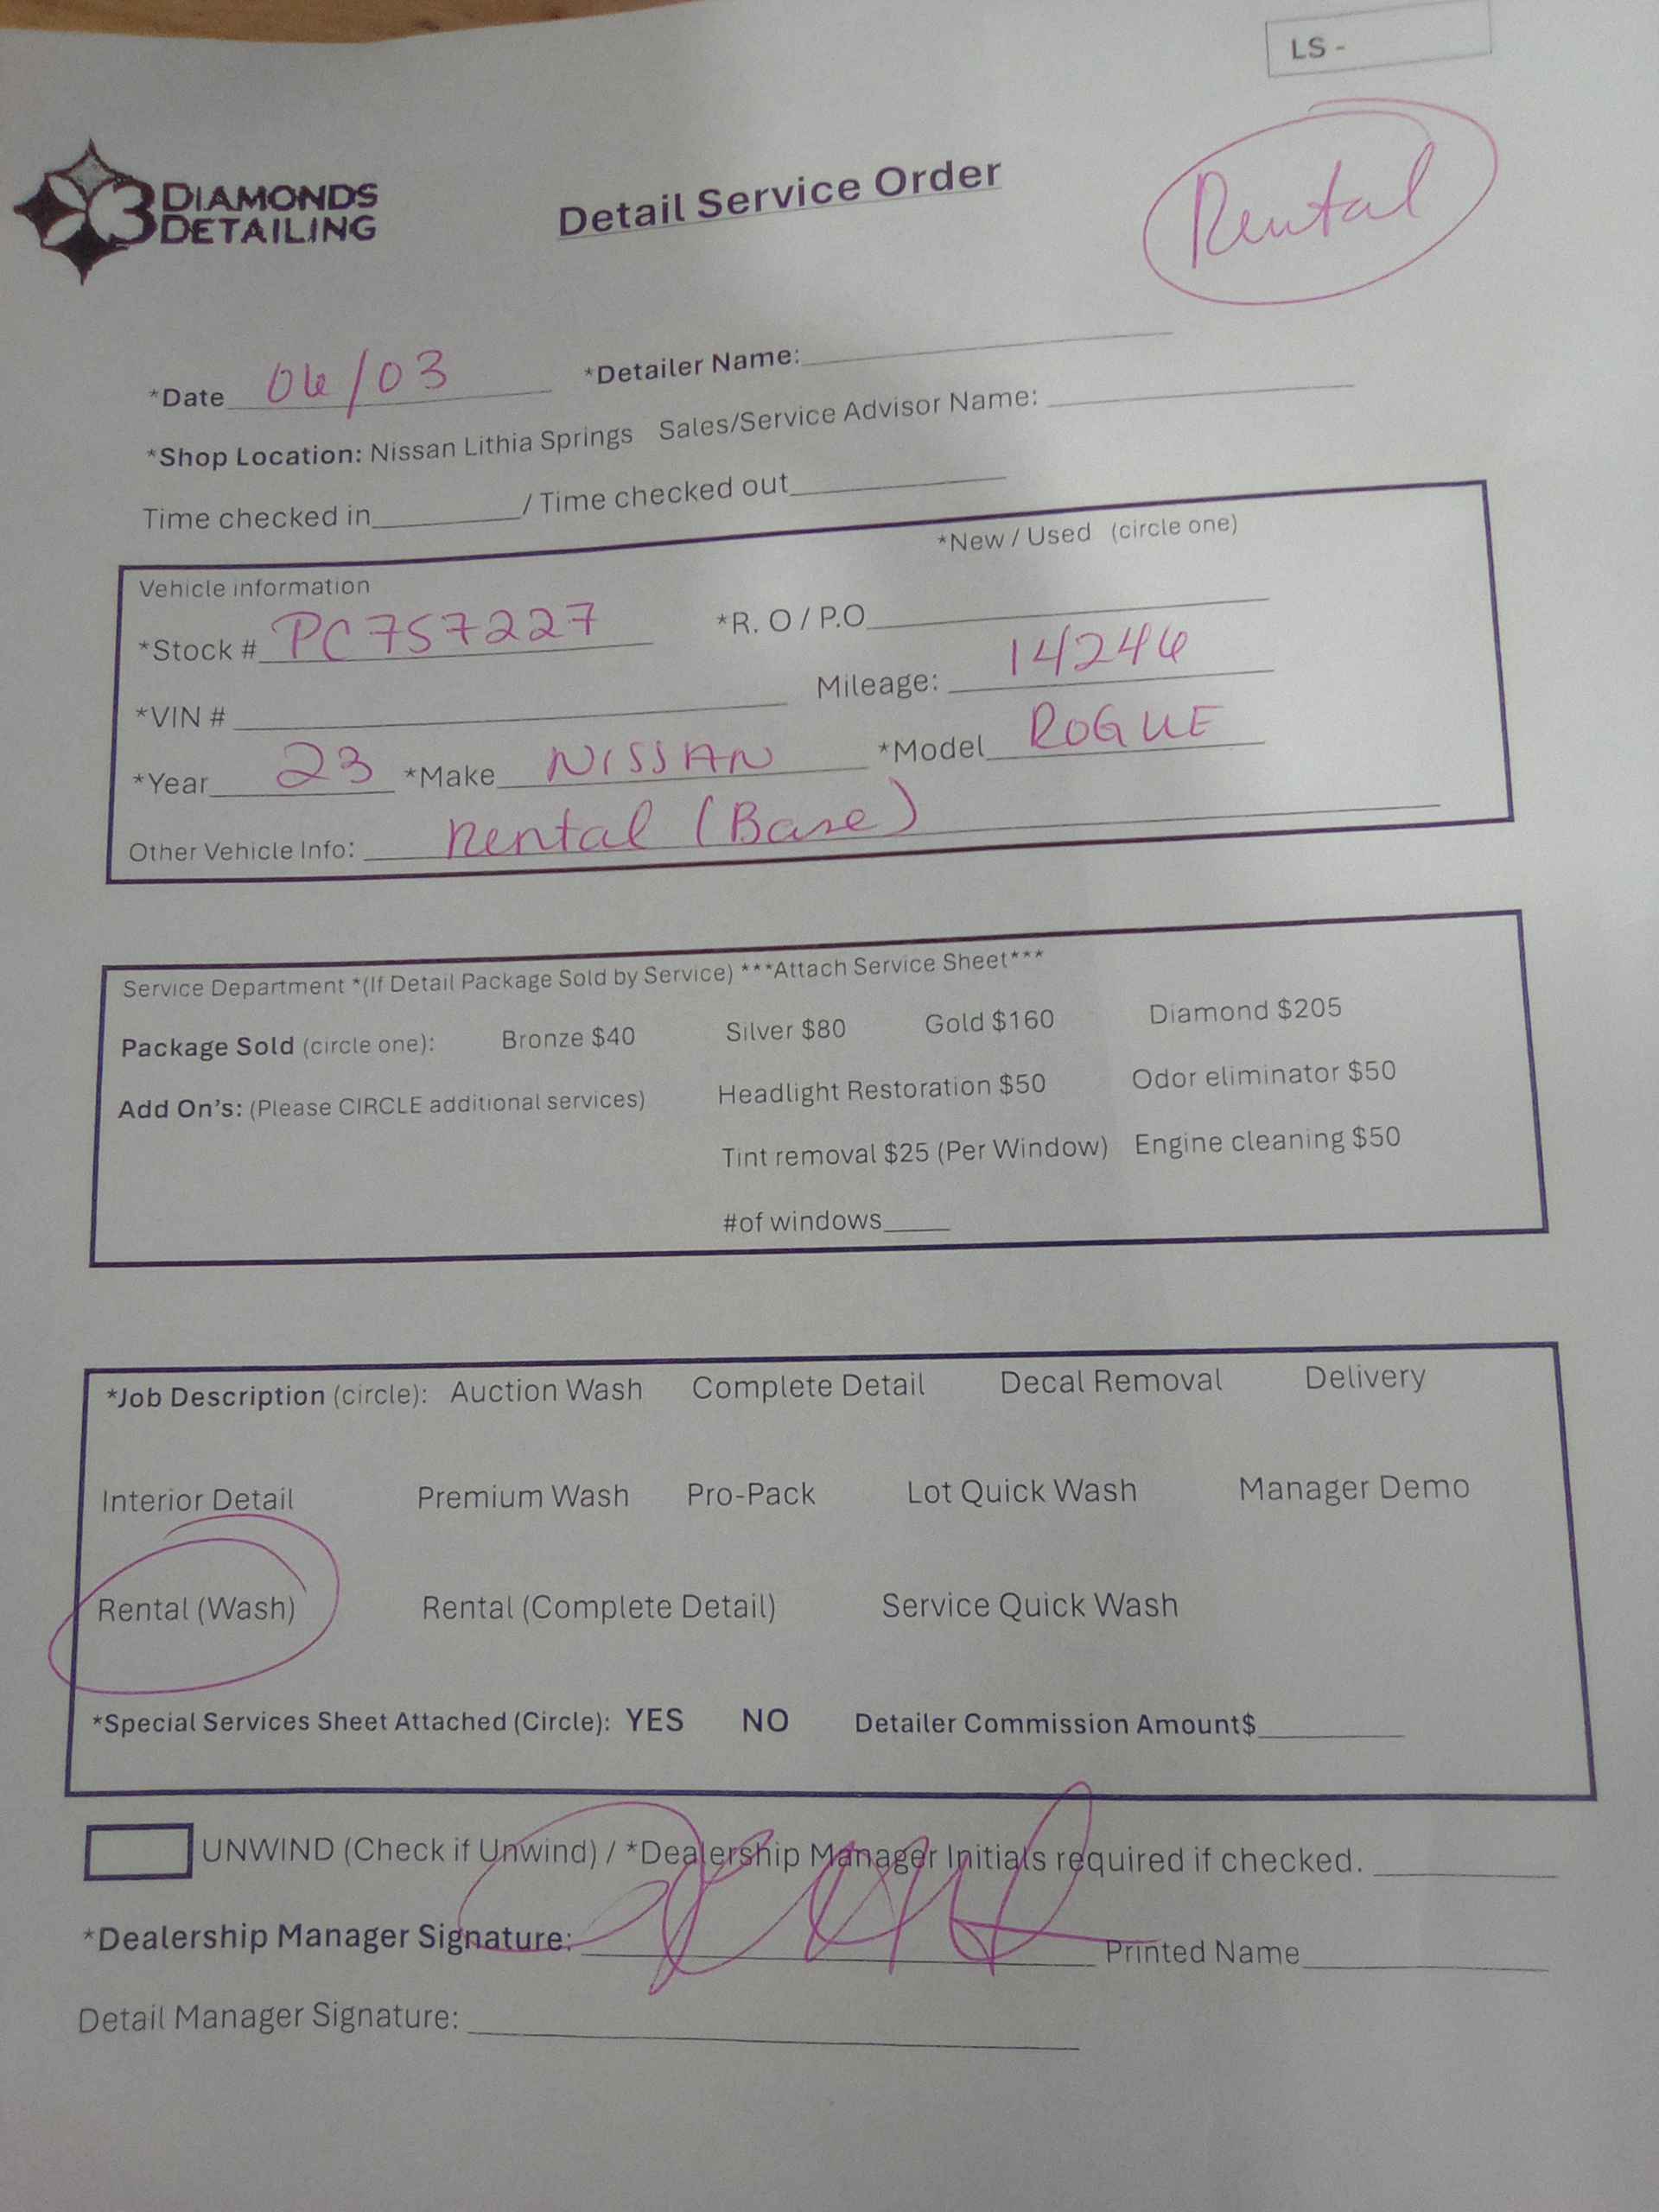 LS -
Rental
3 DIAMONDS
DETAILING
Detail Service Order
*Date 06/03 *Detailer Name:
*Shop Location: Nissan Lithia Springs Sales/Service Advisor Name:
Time checked in / Time checked out
*New / Used (circle one)
Vehicle information
*Stock # PC757227 *R. O / P.O
*VIN # Mileage: 14246
*Year 23 *Make NISSAN *Model ROGUE
Other Vehicle Info: Rental (Base)
Service Department *(If Detail Package Sold by Service) ***Attach Service Sheet***
Package Sold (circle one): Bronze $40 Silver $80 Gold $160 Diamond $205
Add On's: (Please CIRCLE additional services) Headlight Restoration $50 Odor eliminator $50
Tint removal $25 (Per Window) Engine cleaning $50
#of windows
*Job Description (circle): Auction Wash Complete Detail Decal Removal Delivery
Interior Detail Premium Wash Pro-Pack Lot Quick Wash Manager Demo
Rental (Wash) Rental (Complete Detail) Service Quick Wash
*Special Services Sheet Attached (Circle): YES NO Detailer Commission Amount$
UNWIND (Check if Unwind) / *Dealership Manager Initials required if checked.
*Dealership Manager Signature: Printed Name
Detail Manager Signature: